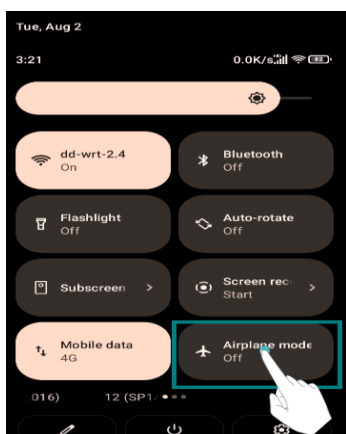 Tue, Aug 2
3:21 0.0K/s 82
dd-wrt-2.4
On
Bluetooth
Off
Flashlight
Off
Auto-rotate
Off
Subscreen
Screen rec
Start
Mobile data
4G
Airplane mode
Off
.016) 12 (SP1.